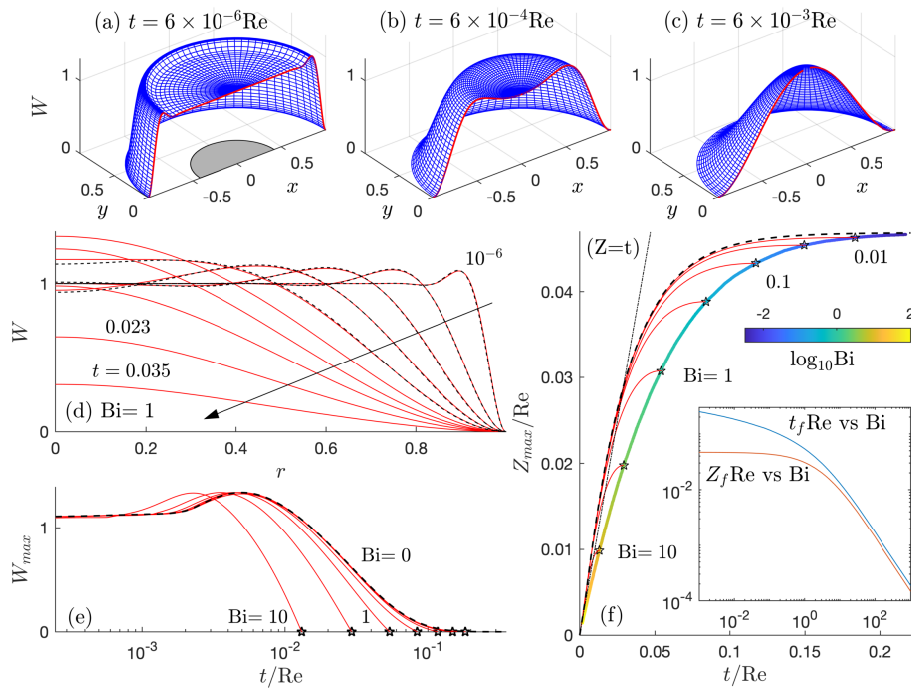 (a) t = 6 × 10⁻⁶Re
(b) t = 6 × 10⁻⁴Re
(c) t = 6 × 10⁻³Re
W
1
0
0.5
0
y
-0.5
0
0.5
x
1
0
0.5
0
y
-0.5
0
0.5
x
1
0
0.5
0
y
-0.5
0
0.5
x
W
1
0
10⁻⁶
0.023
t = 0.035
(d) Bi= 1
0
0.2
0.4
0.6
0.8
r
W_max
1
0
Bi= 0
Bi= 10
1
(e)
10⁻³
10⁻²
10⁻¹
t/Re
Z_max/Re
0.04
0.03
0.02
0.01
0
(Z=t)
0.01
0.1
-2
0
2
log₁₀Bi
Bi= 1
Bi= 10
t_fRe vs Bi
Z_fRe vs Bi
10⁻²
10⁻⁴
10⁻²
10⁰
10²
(f)
0
0.05
0.1
0.15
0.2
t/Re